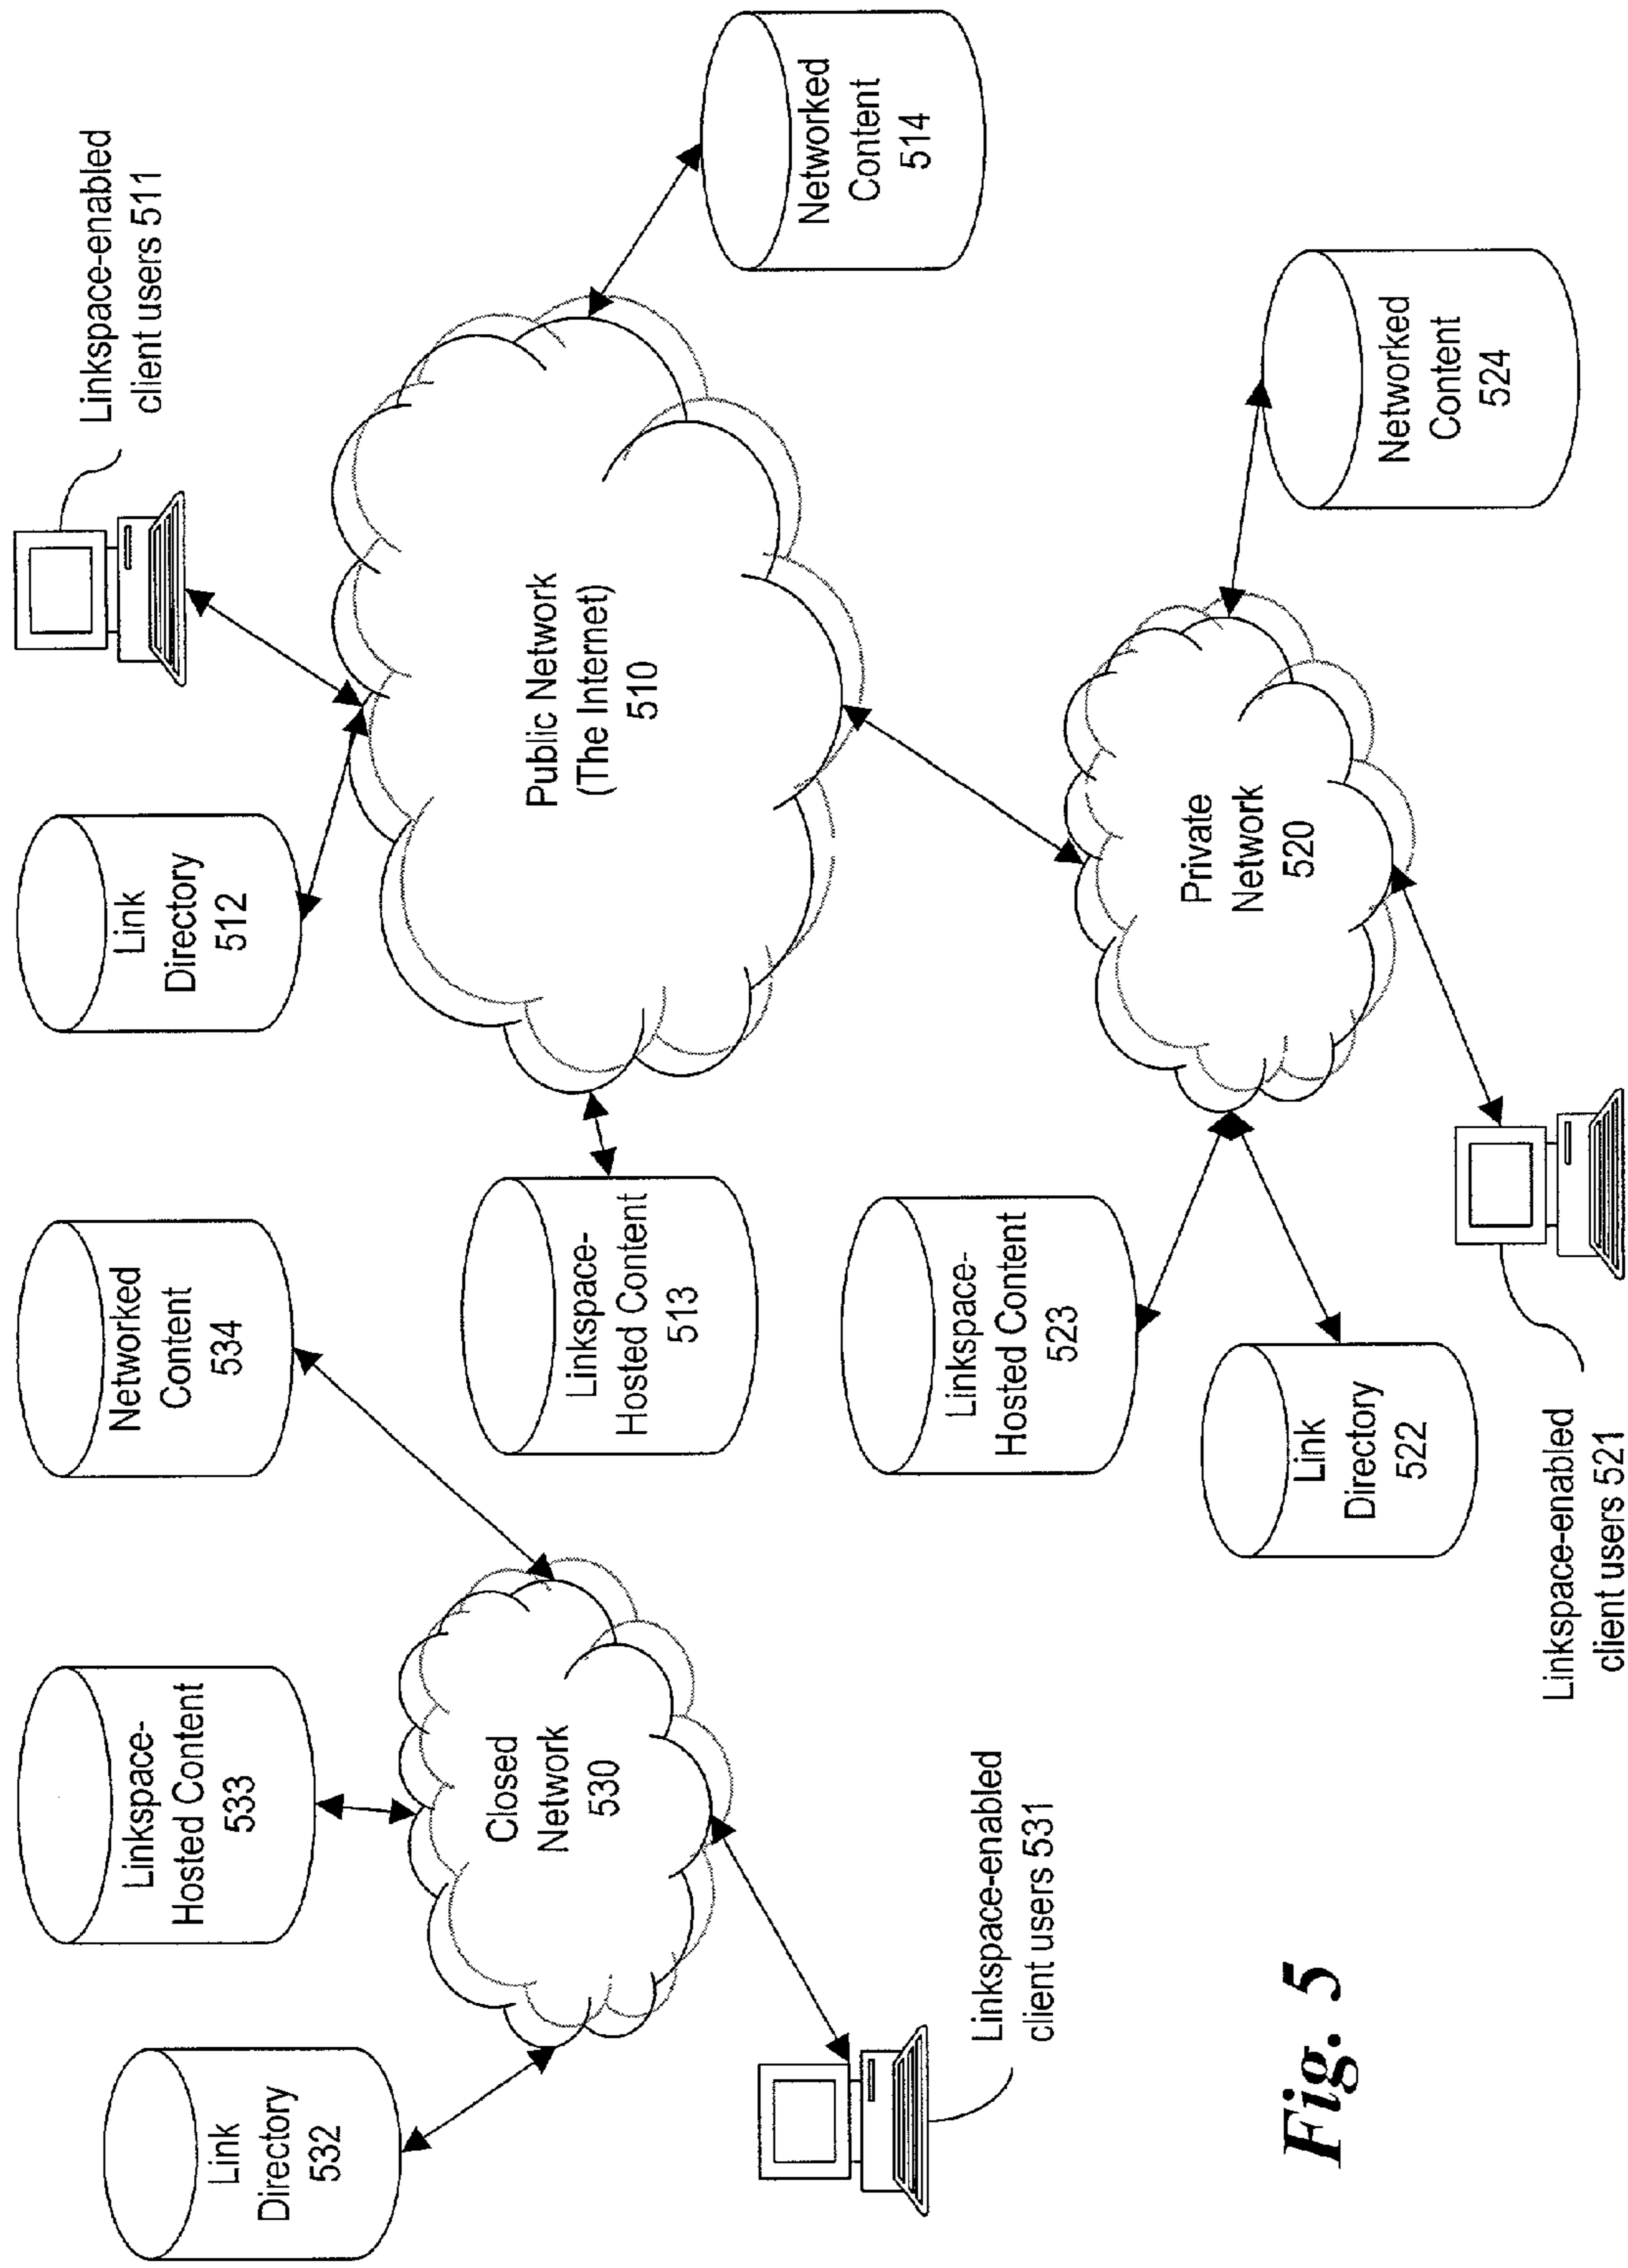 Link
Directory
532
Linkspace-
Hosted Content
533
Networked
Content
534
Link
Directory
512
Linkspace-enabled
client users 511
Closed
Network
530
Linkspace-
Hosted Content
513
Public Network
(The Internet)
510
Networked
Content
514
Linkspace-enabled
client users 531
Linkspace-
Hosted Content
523
Private
Network
520
Networked
Content
524
Link
Directory
522
Linkspace-enabled
client users 521
Fig. 5